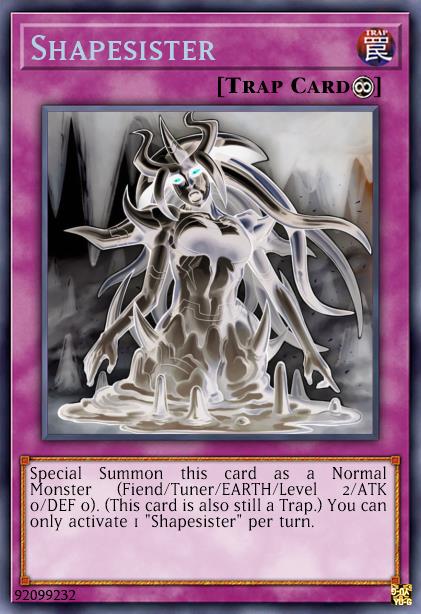 Shapesister
TRAP
罠
[Trap Card]
Special Summon this card as a Normal
Monster (Fiend/Tuner/EARTH/Level 2/ATK
0/DEF 0). (This card is also still a Trap.) You can
only activate 1 "Shapesister" per turn.
92099232